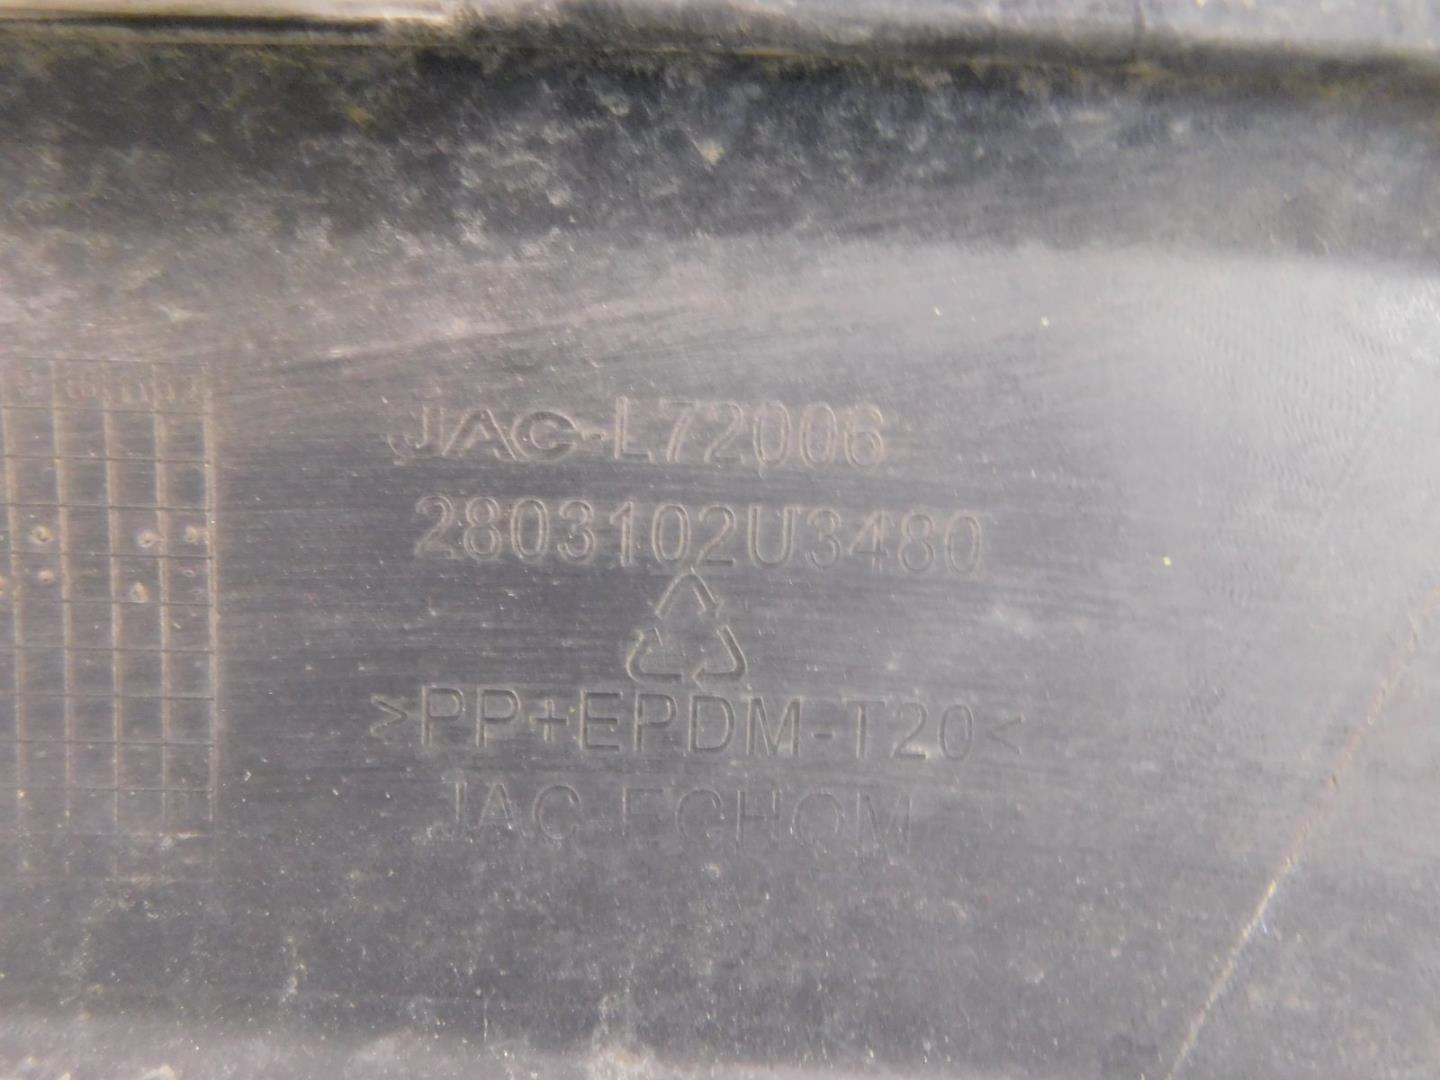 JAC-L72006
2803102U3480
>PP+EPDM-T20<
JAC-ECHOM